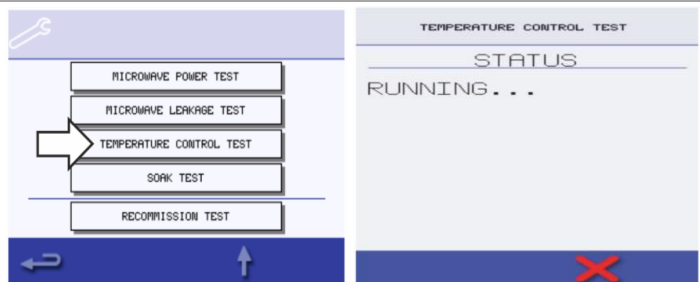 MICROWAVE POWER TEST
MICROWAVE LEAKAGE TEST
TEMPERATURE CONTROL TEST
SOAK TEST
RECOMMISSION TEST
TEMPERATURE CONTROL TEST
STATUS
RUNNING...